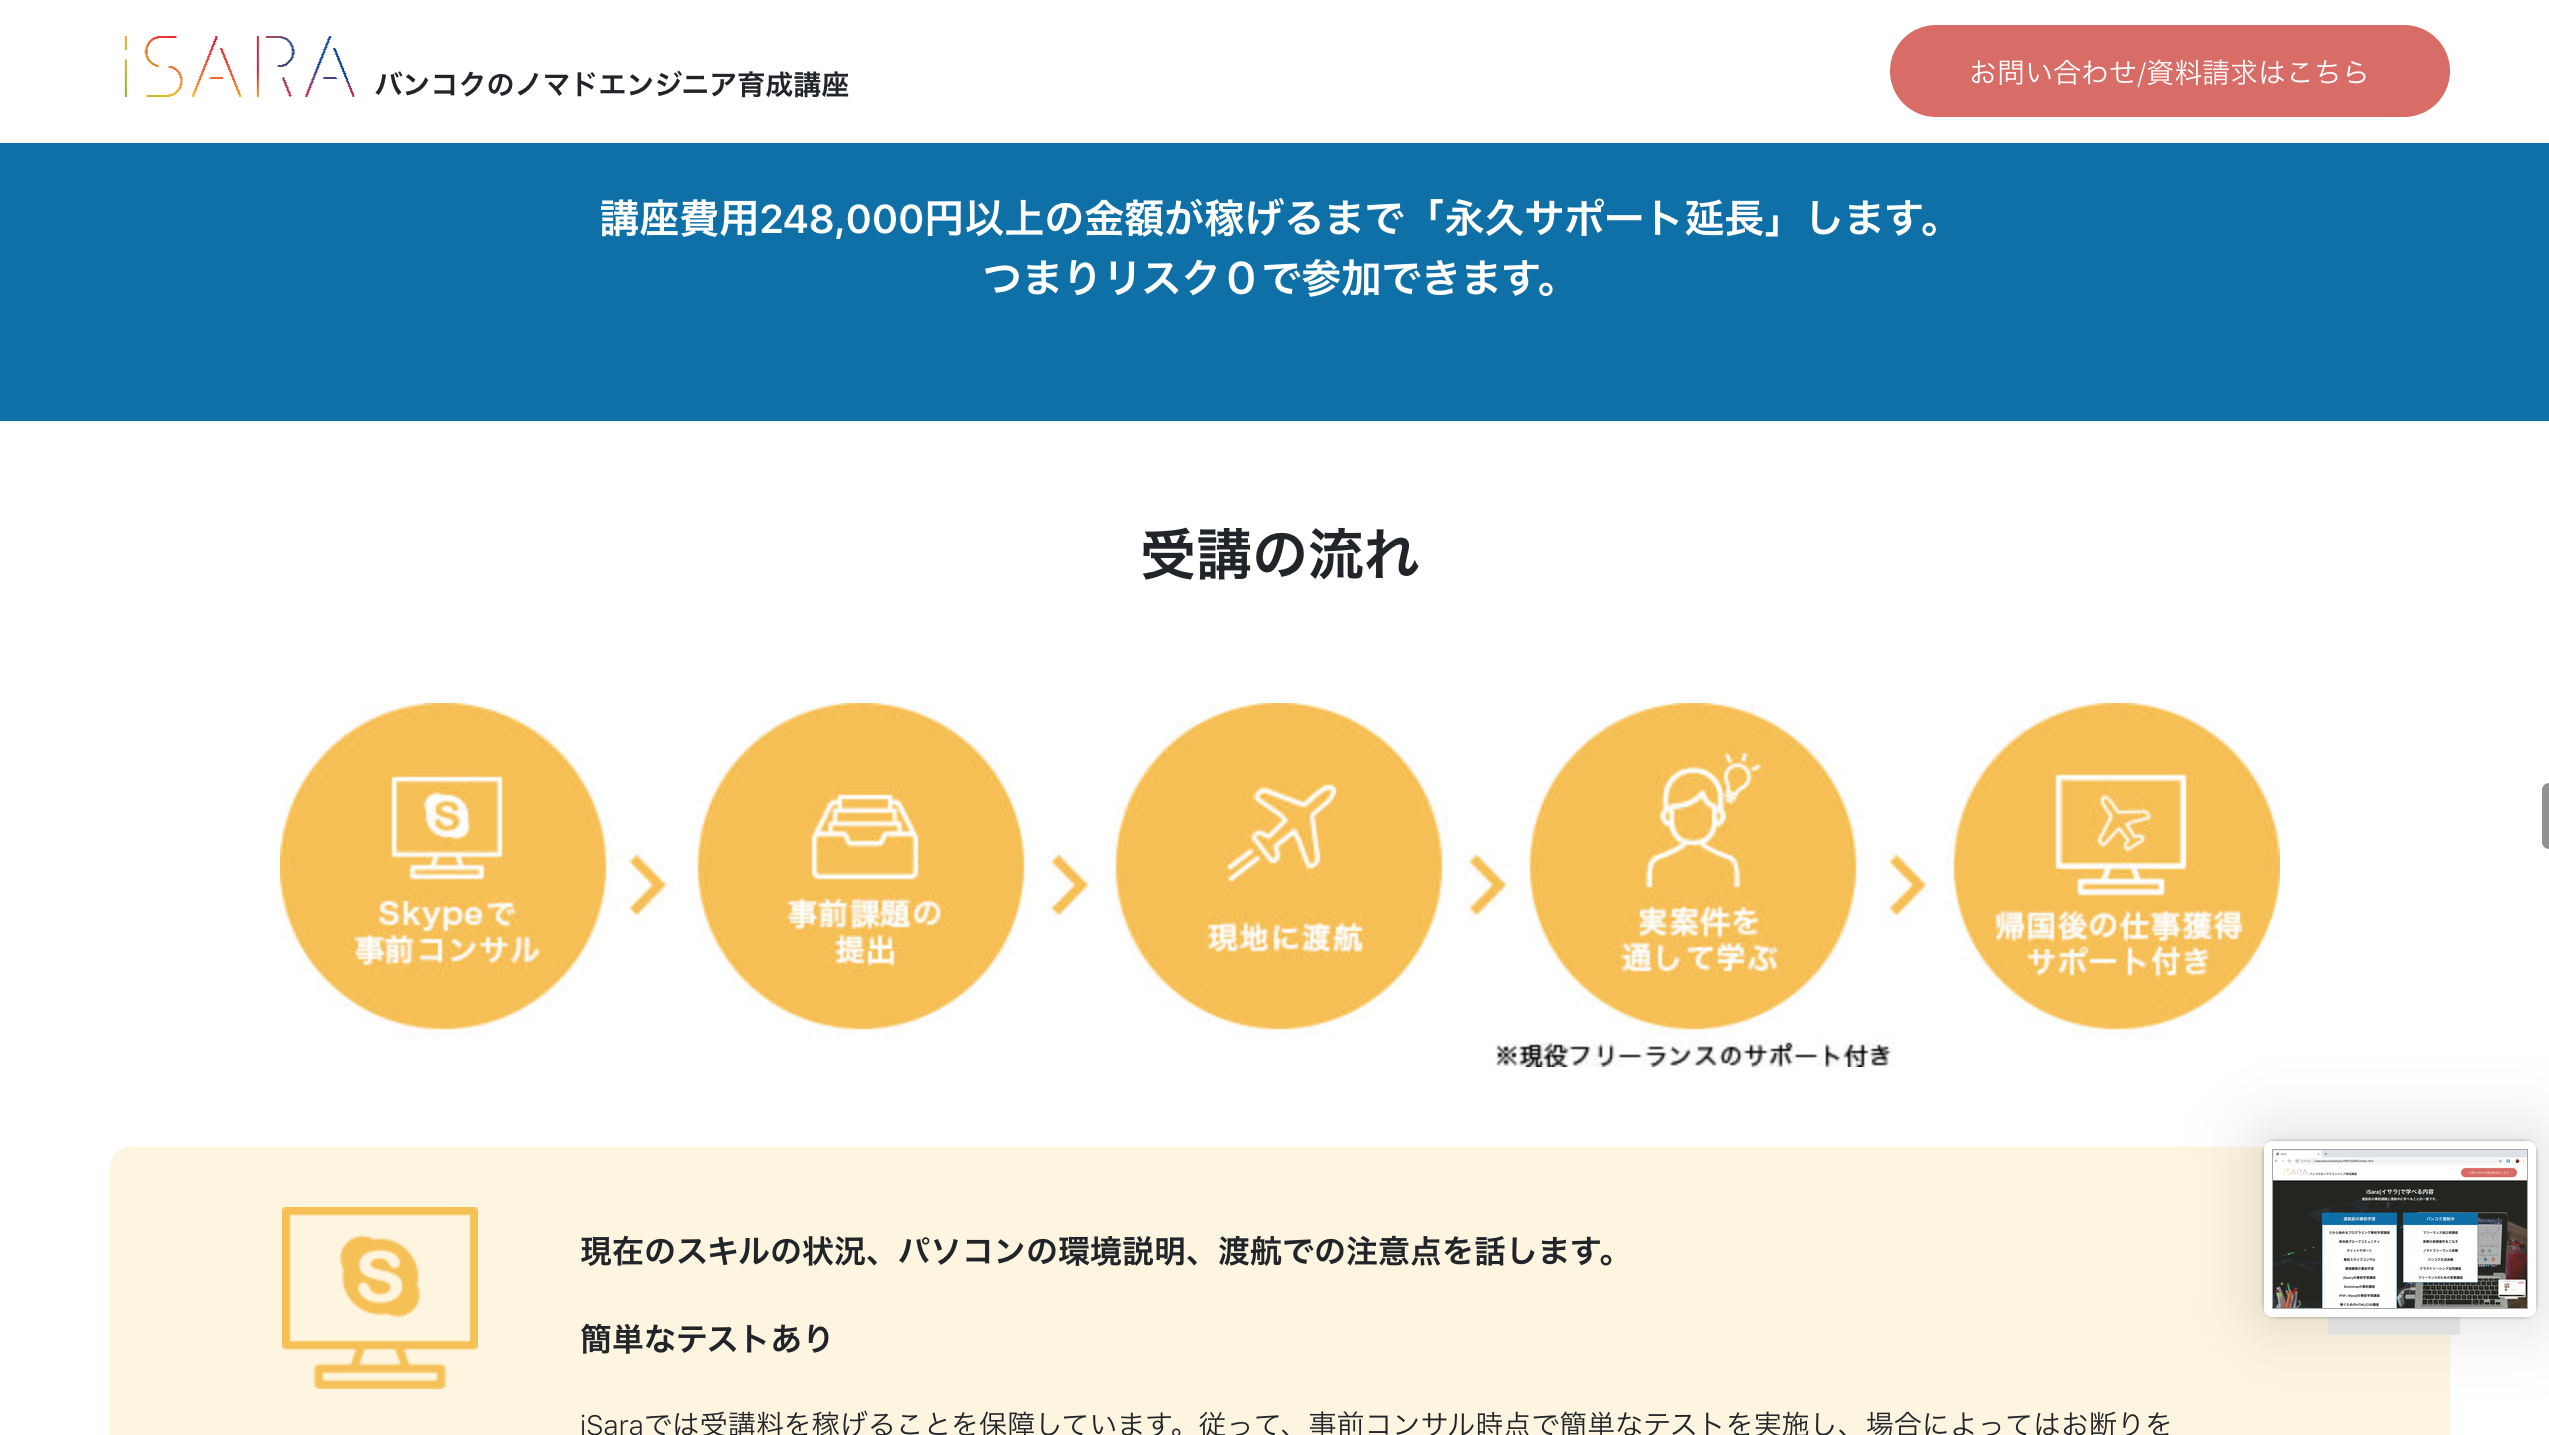 iSARA バンコクのノマドエンジニア育成講座
お問い合わせ/資料請求はこちら
講座費用248,000円以上の金額が稼げるまで「永久サポート延長」します。
つまりリスク０で参加できます。
受講の流れ
Skypeで
事前コンサル
事前課題の
提出
現地に渡航
実案件を
通して学ぶ
帰国後の仕事獲得
サポート付き
※現役フリーランスのサポート付き
現在のスキルの状況、パソコンの環境説明、渡航での注意点を話します。
簡単なテストあり
iSaraでは受講料を稼げることを保障しています。従って、事前コンサル時点で簡単なテストを実施し、場合によってはお断りを
iSara[イサラ]で学べる内容